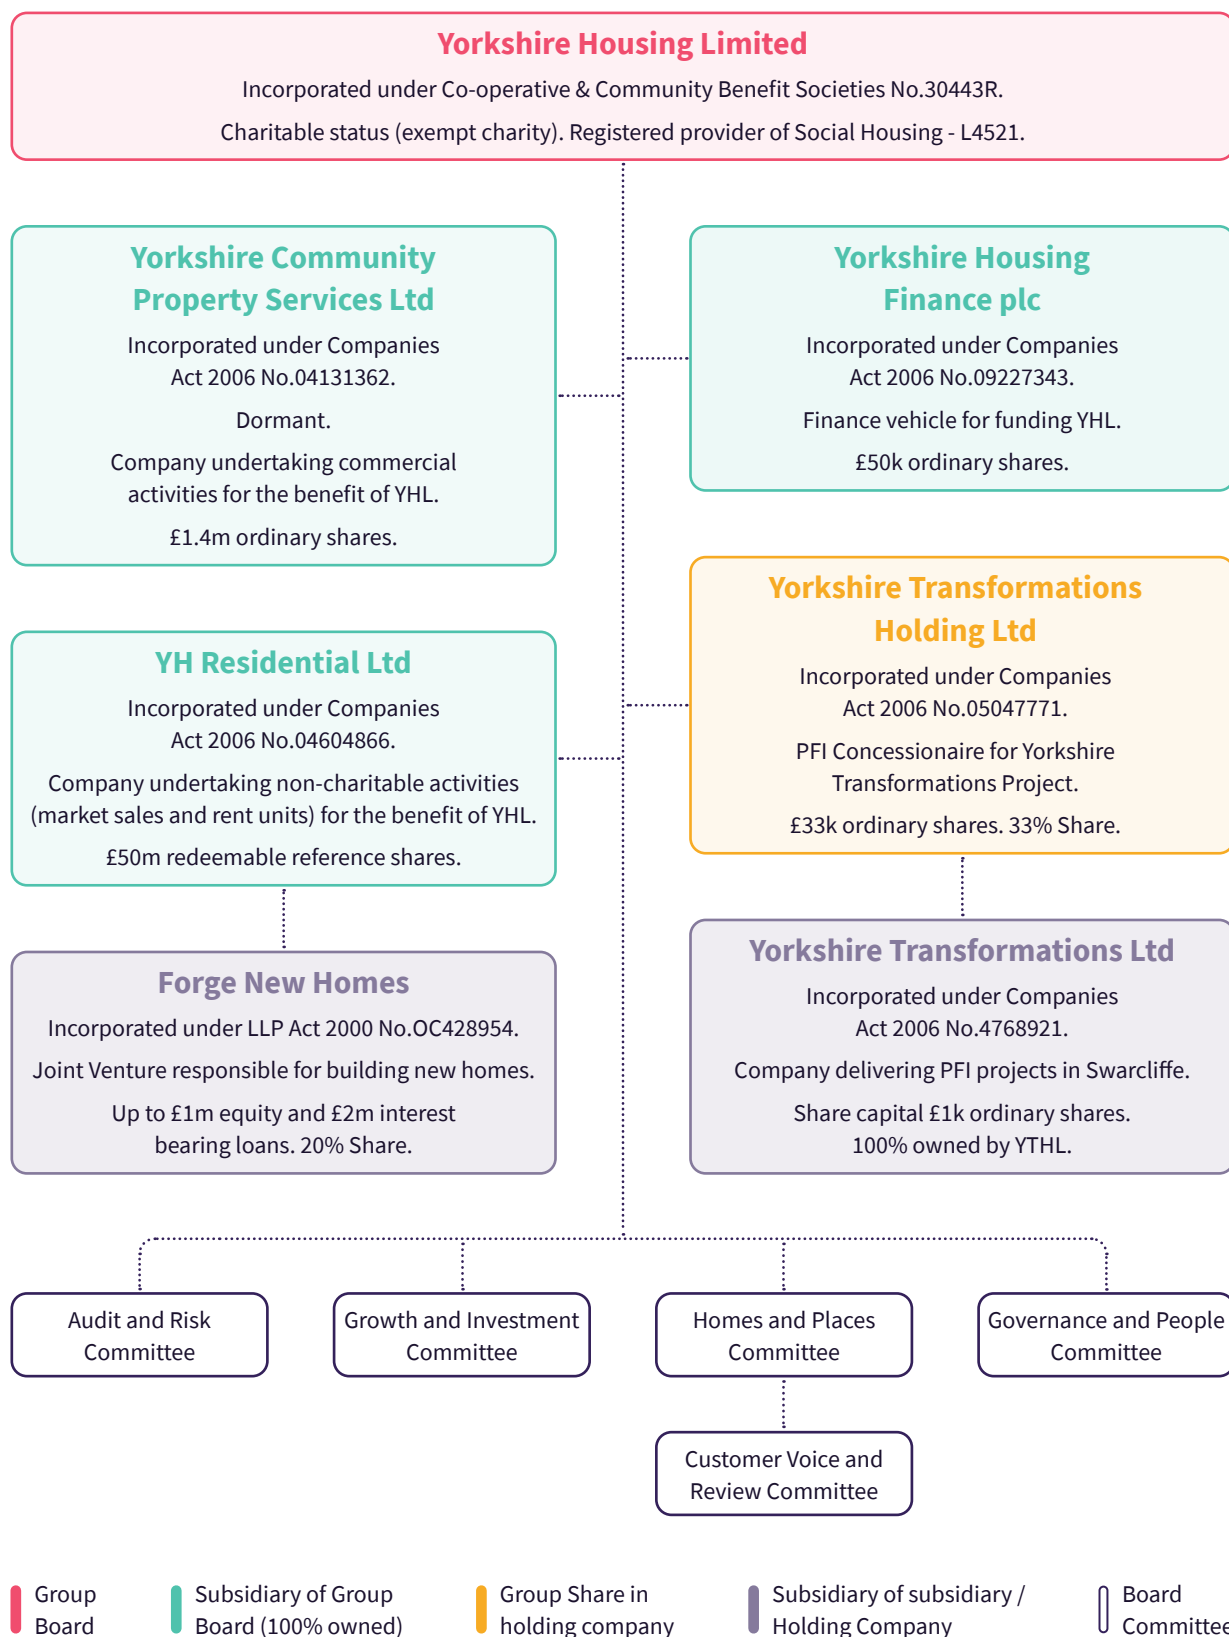 Yorkshire Housing Limited
Incorporated under Co-operative & Community Benefit Societies No.30443R.
Charitable status (exempt charity). Registered provider of Social Housing - L4521.
Yorkshire Community
Property Services Ltd
Incorporated under Companies
Act 2006 No.04131362.
Dormant.
Company undertaking commercial
activities for the benefit of YHL.
£1.4m ordinary shares.
Yorkshire Housing
Finance plc
Incorporated under Companies
Act 2006 No.09227343.
Finance vehicle for funding YHL.
£50k ordinary shares.
YH Residential Ltd
Incorporated under Companies
Act 2006 No.04604866.
Company undertaking non-charitable activities
(market sales and rent units) for the benefit of YHL.
£50m redeemable reference shares.
Yorkshire Transformations
Holding Ltd
Incorporated under Companies
Act 2006 No.05047771.
PFI Concessionaire for Yorkshire
Transformations Project.
£33k ordinary shares. 33% Share.
Forge New Homes
Incorporated under LLP Act 2000 No.OC428954.
Joint Venture responsible for building new homes.
Up to £1m equity and £2m interest
bearing loans. 20% Share.
Yorkshire Transformations Ltd
Incorporated under Companies
Act 2006 No.4768921.
Company delivering PFI projects in Swarcliffe.
Share capital £1k ordinary shares.
100% owned by YTHL.
Audit and Risk
Committee
Growth and Investment
Committee
Homes and Places
Committee
Governance and People
Committee
Customer Voice and
Review Committee
Group
Board
Subsidiary of Group
Board (100% owned)
Group Share in
holding company
Subsidiary of subsidiary /
Holding Company
Board
Committee